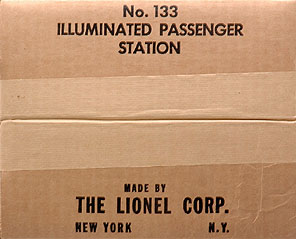 No. 133
ILLUMINATED PASSENGER
STATION
MADE BY
THE LIONEL CORP.
NEW YORK N.Y.